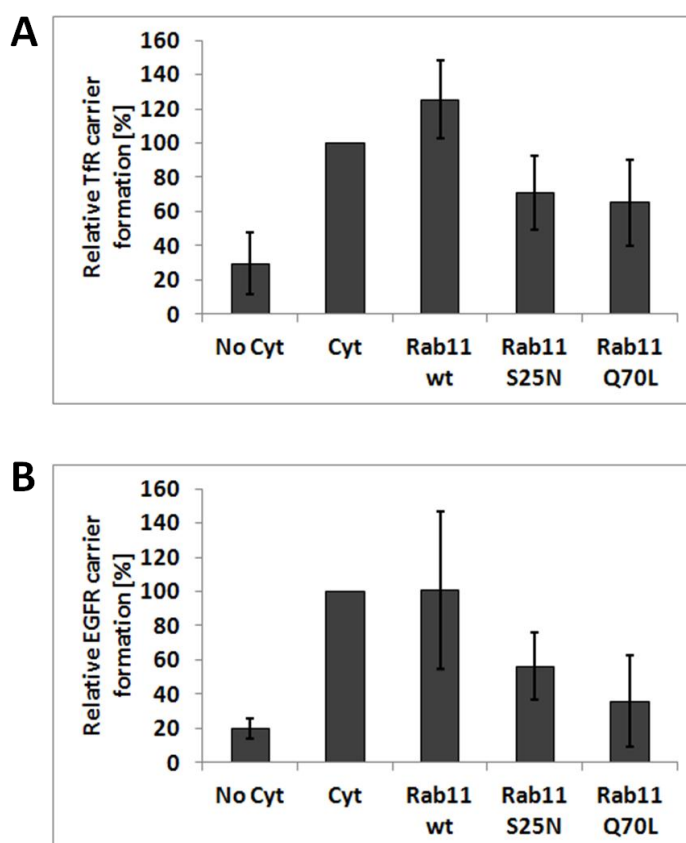 A
Relative TfR carrier
formation [%]
160
140
120
100
80
60
40
20
0
No Cyt
Cyt
Rab11
wt
Rab11
S25N
Rab11
Q70L
B
Relative EGFR carrier
formation [%]
160
140
120
100
80
60
40
20
0
No Cyt
Cyt
Rab11
wt
Rab11
S25N
Rab11
Q70L